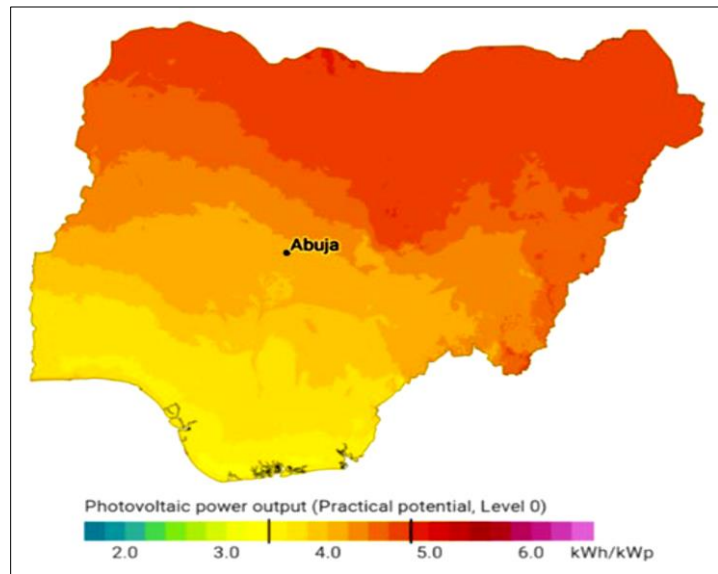 Abuja
Photovoltaic power output (Practical potential, Level 0)
2.0 3.0 4.0 5.0 6.0 kWh/kWp